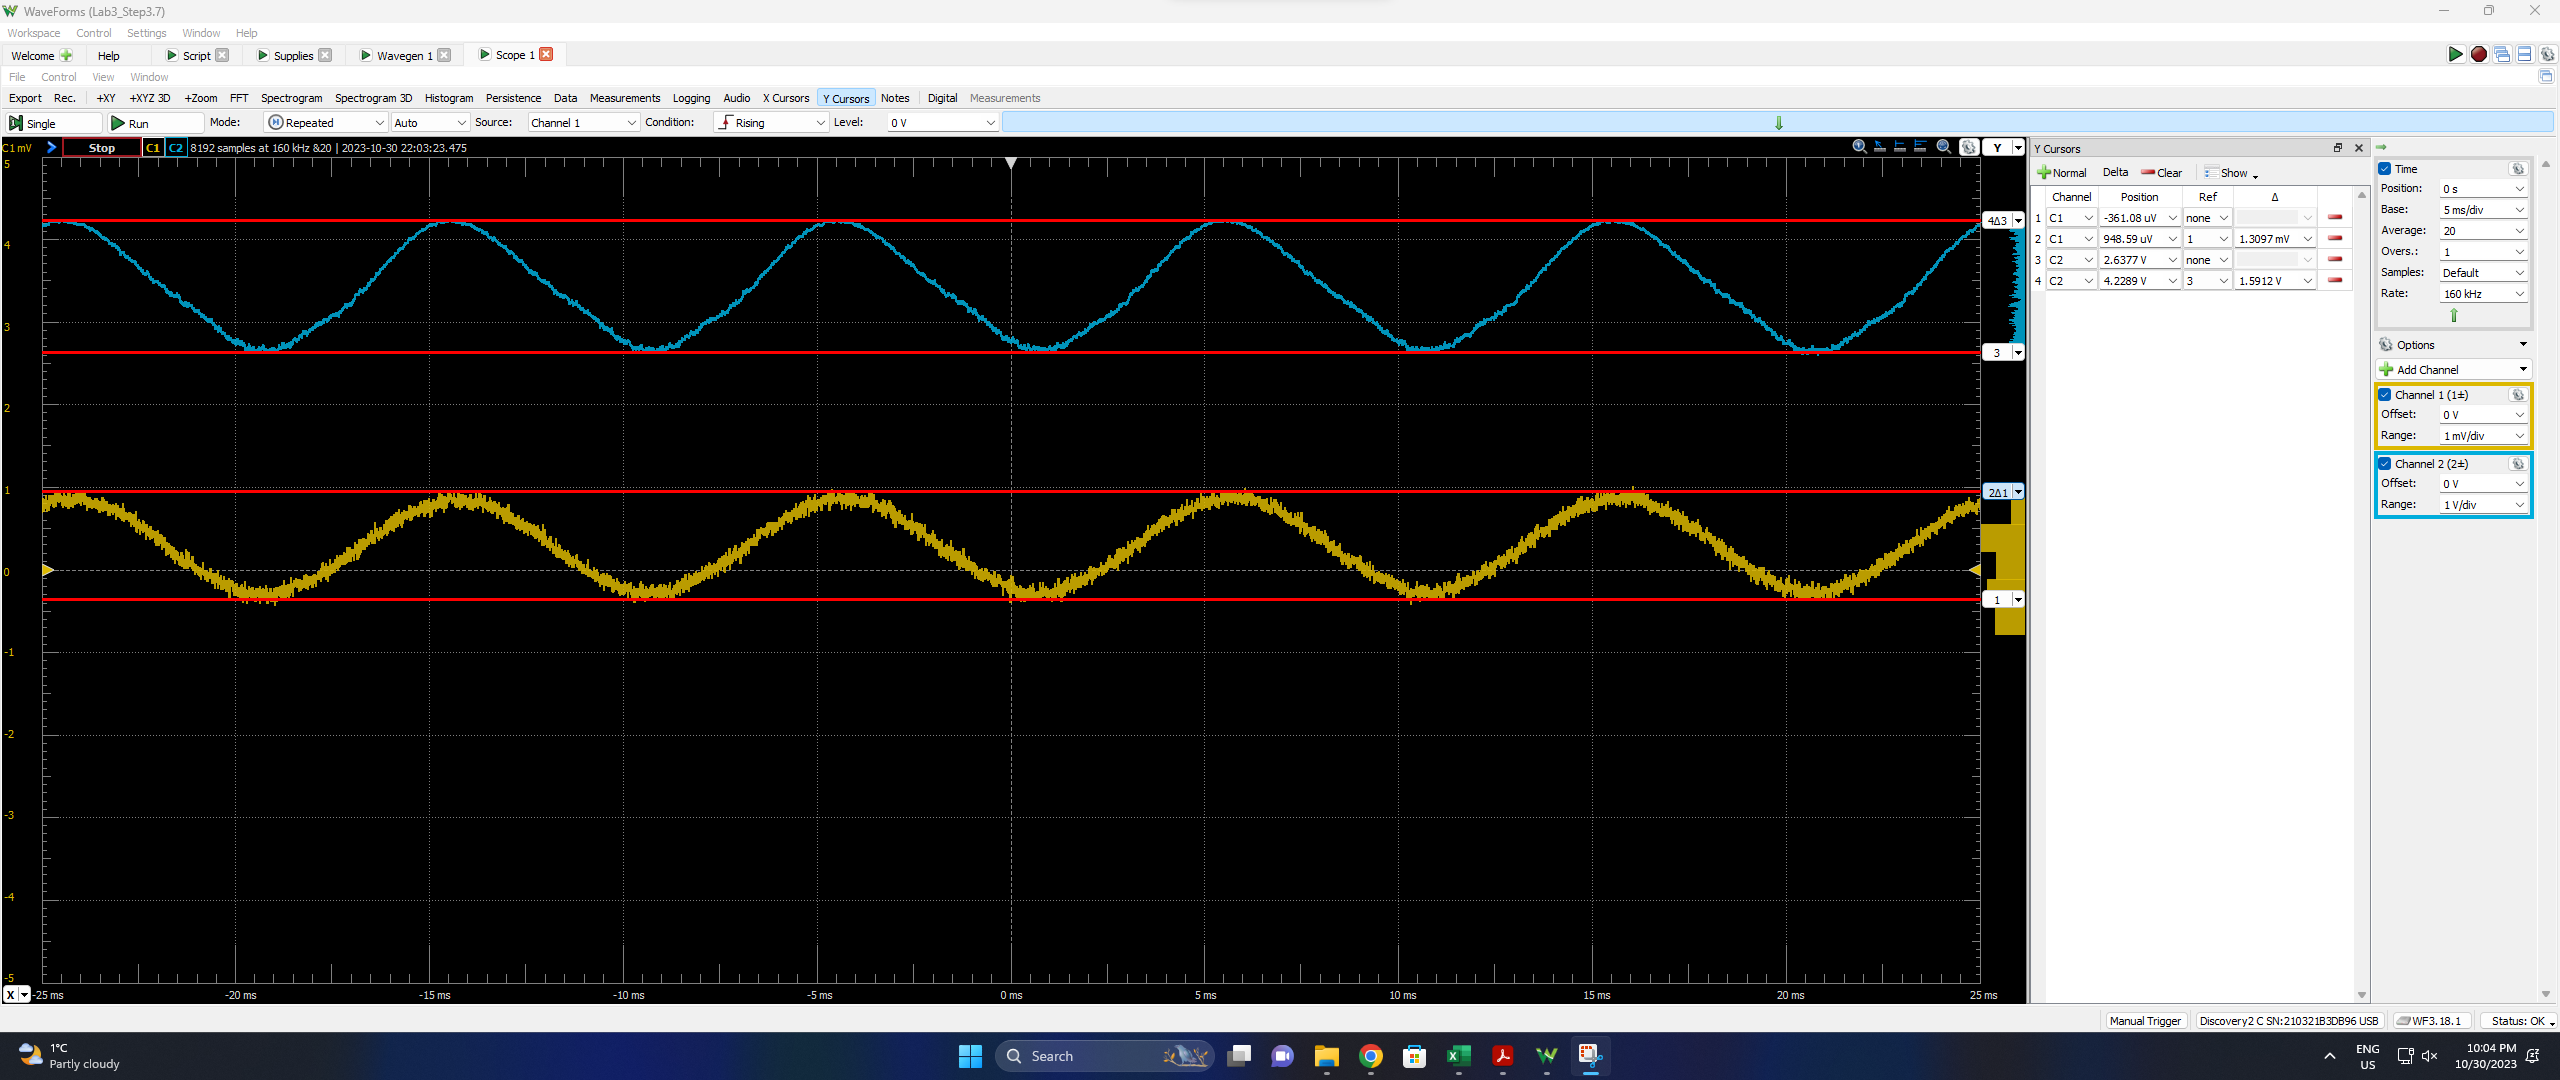 WaveForms (Lab3_Step3.7)
Workspace Control Settings Window Help
Welcome Help Script Supplies Wavegen 1 Scope 1
File Control View Window
Export Rec. +XY +XYZ 3D +Zoom FFT Spectrogram Spectrogram 3D Histogram Persistence Data Measurements Logging Audio X Cursors Y Cursors Notes Digital Measurements
Single Run Mode: Repeated Auto Source: Channel 1 Condition: Rising Level: 0 V
C1 mV Stop C1 C2 8192 samples at 160 kHz &20 | 2023-10-30 22:03:23.475 Y
5
4
3
2
1
0
-1
-2
-3
-4
-5
4Δ3
3
2Δ1
1
X -25 ms -20 ms -15 ms -10 ms -5 ms 0 ms 5 ms 10 ms 15 ms 20 ms 25 ms
Y Cursors
Normal Delta Clear Show
Channel Position Ref Δ
1 C1 -361.08 uV none
2 C1 948.59 uV 1 1.3097 mV
3 C2 2.6377 V none
4 C2 4.2289 V 3 1.5912 V
Time
Position: 0 s
Base: 5 ms/div
Average: 20
Overs.: 1
Samples: Default
Rate: 160 kHz
Options
Add Channel
Channel 1 (1±)
Offset: 0 V
Range: 1 mV/div
Channel 2 (2±)
Offset: 0 V
Range: 1 V/div
Manual Trigger Discovery2 C SN:210321B3DB96 USB WF3.18.1 Status: OK
1°C
Partly cloudy
Search
ENG
US
10:04 PM
10/30/2023